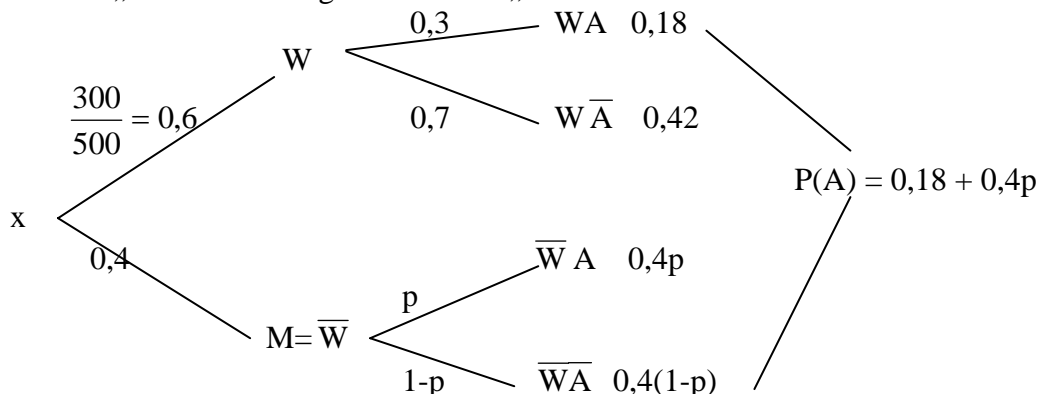 0,3 WA 0,18
W
300/500 = 0,6
0,7 W A̅ 0,42
P(A) = 0,18 + 0,4p
x
0,4 W̅ A 0,4p
p
M= W̅
1-p W̅A̅ 0,4(1-p)